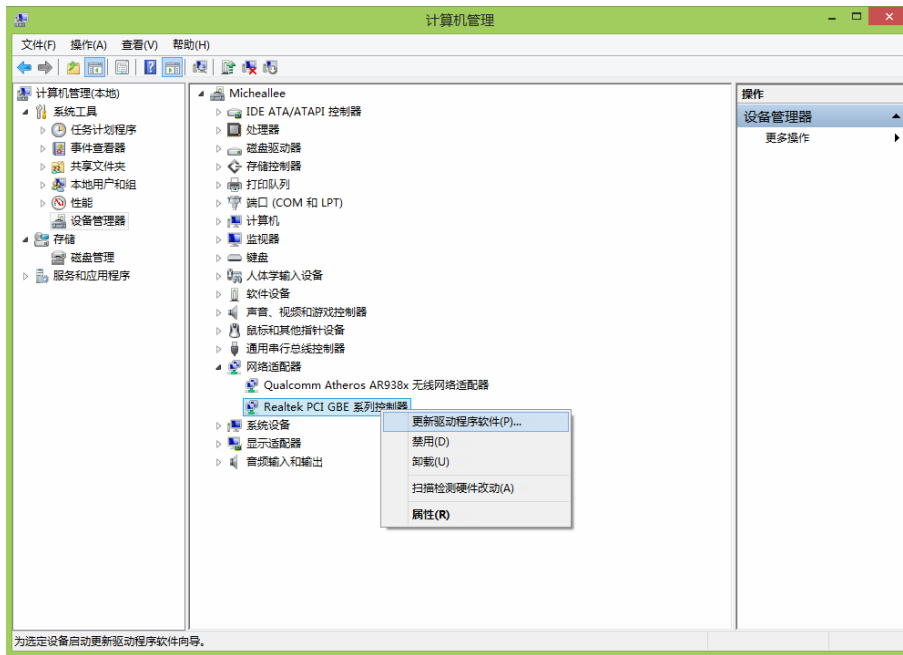 计算机管理
文件(F) 操作(A) 查看(V) 帮助(H)
计算机管理(本地)
系统工具
任务计划程序
事件查看器
共享文件夹
本地用户和组
性能
设备管理器
存储
磁盘管理
服务和应用程序
Micheallee
IDE ATA/ATAPI 控制器
处理器
磁盘驱动器
存储控制器
打印队列
端口 (COM 和 LPT)
计算机
监视器
键盘
人体学输入设备
软件设备
声音、视频和游戏控制器
鼠标和其他指针设备
通用串行总线控制器
网络适配器
Qualcomm Atheros AR938x 无线网络适配器
Realtek PCI GBE 系列控制器
系统设备
显示适配器
音频输入和输出
更新驱动程序软件(P)...
禁用(D)
卸载(U)
扫描检测硬件改动(A)
属性(R)
操作
设备管理器
更多操作
为选定设备启动更新驱动程序软件向导。